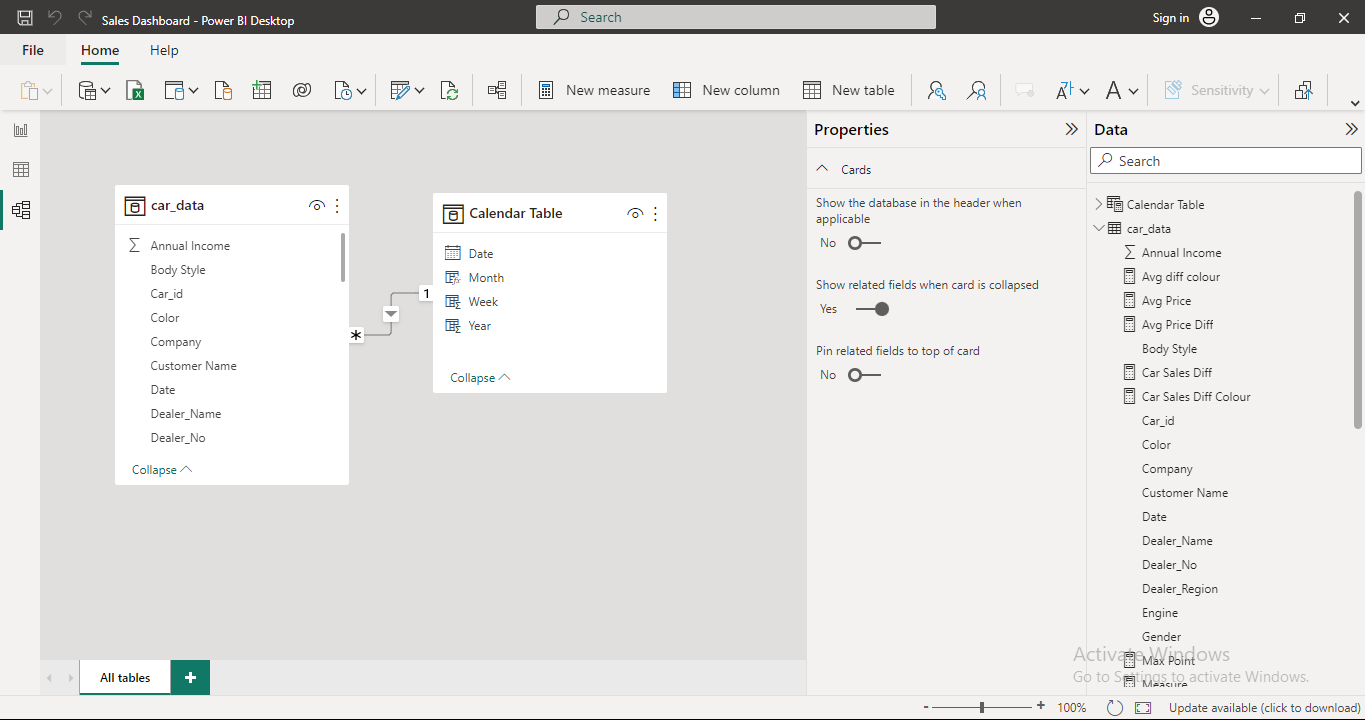 Sales Dashboard - Power BI Desktop
Search
Sign in
File
Home
Help
New measure
New column
New table
Sensitivity
car_data
Annual Income
Body Style
Car_id
Color
Company
Customer Name
Date
Dealer_Name
Dealer_No
Collapse
*
1
Calendar Table
Date
Month
Week
Year
Collapse
Properties
Cards
Show the database in the header when
applicable
No
Show related fields when card is collapsed
Yes
Pin related fields to top of card
No
Data
Search
Calendar Table
car_data
Annual Income
Avg diff colour
Avg Price
Avg Price Diff
Body Style
Car Sales Diff
Car Sales Diff Colour
Car_id
Color
Company
Customer Name
Date
Dealer_Name
Dealer_No
Dealer_Region
Engine
Gender
Max Point
Measure
Activate Windows
Go to Settings to activate Windows.
All tables
+
- + 100%
Update available (click to download)